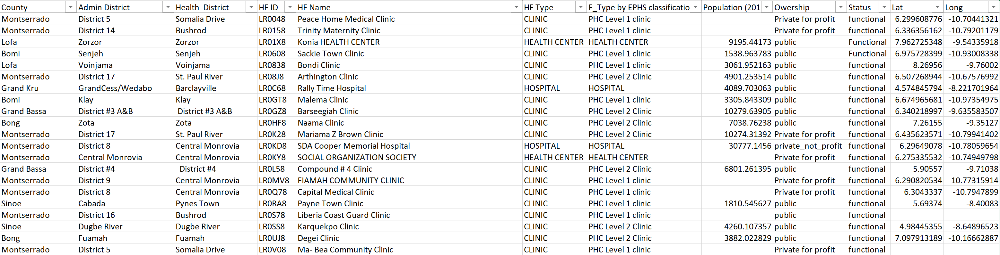 County Admin District Health  District HF ID HF Name HF Type F_Type by EPHS classificatio Population (201 Owership Status Lat Long
Montserrado District 5 Somalia Drive LR0048 Peace Home Medical Clinic CLINIC PHC Level 1 clinic Private for profit functional 6.299608776 -10.70441321
Montserrado District 14 Bushrod LR0158 Trinity Maternity Clinic CLINIC PHC Level 1 clinic Private for profit functional 6.336356162 -10.79201179
Lofa Zorzor Zorzor LR01X8 Konia HEALTH CENTER HEALTH CENTER HEALTH CENTER 9195.44173 public Functional 7.962725348 -9.54335918
Bomi Senjeh Senjeh LR0608 Sackie Town Clinic CLINIC PHC Level 1 clinic 1538.963783 public Functional 6.975728399 -10.93008338
Lofa Voinjama Voinjama LR0838 Bondi Clinic CLINIC PHC Level 1 clinic 3061.952163 public functional 8.26956 -9.76002
Montserrado District 17 St. Paul River LR08J8 Arthington Clinic CLINIC PHC Level 2 Clinic 4901.253514 public functional 6.507268944 -10.67576992
Grand Kru GrandCess/Wedabo Barclayville LR0C68 Rally Time Hospital HOSPITAL HOSPITAL 4089.703063 public functional 4.574845794 -8.221701964
Bomi Klay Klay LR0GT8 Malema Clinic CLINIC PHC Level 1 clinic 3305.843309 public functional 6.674965681 -10.97354975
Grand Bassa District #3 A&B District #3 A&B LR0GZ8 Barseegiah Clinic CLINIC PHC Level 2 Clinic 10279.63905 public functional 6.340218997 -9.635583507
Bong Zota Zota LR0HF8 Naama Clinic CLINIC PHC Level 2 Clinic 7038.76238 public functional 7.26155 -9.35127
Montserrado District 17 St. Paul River LR0K28 Mariama Z Brown Clinic CLINIC PHC Level 2 Clinic 10274.31392 Private for profit functional 6.435623571 -10.79941402
Montserrado District 8 Central Monrovia LR0KD8 SDA Cooper Memorial Hospital HOSPITAL HOSPITAL 30777.1456 private_not_profit functional 6.29649078 -10.78059654
Montserrado Central Monrovia Central Monrovia LR0KY8 SOCIAL ORGANIZATION SOCIETY HEALTH CENTER HEALTH CENTER Private for profit functional 6.275335532 -10.74949798
Grand Bassa District #4 District #4 LR0L58 Compound # 4 Clinic CLINIC PHC Level 2 Clinic 6801.261395 public functional 5.90557 -9.71038
Montserrado District 9 Central Monrovia LR0MV8 FIAMAH COMMUNITY CLINIC CLINIC PHC Level 1 clinic Private for profit functional 6.290820534 -10.77315914
Montserrado District 8 Central Monrovia LR0Q78 Capital Medical Clinic CLINIC PHC Level 1 clinic Private for profit functional 6.3043337 -10.7947899
Sinoe Cabada Pynes Town LR0RA8 Payne Town Clinic CLINIC PHC Level 1 clinic 1810.545627 public functional 5.69374 -8.40083
Montserrado District 16 Bushrod LR0S78 Liberia Coast Guard Clinic CLINIC PHC Level 1 clinic public functional
Sinoe Dugbe River Dugbe River LR0SS8 Karquekpo Clinic CLINIC PHC Level 2 Clinic 4260.107357 public functional 4.98445355 -8.64896523
Bong Fuamah Fuamah LR0UJ8 Degei Clinic CLINIC PHC Level 2 Clinic 3882.022829 public functional 7.097913189 -10.16662887
Montserrado District 5 Somalia Drive LR0V08 Ma- Bea Community Clinic CLINIC PHC Level 1 clinic Private for profit functional